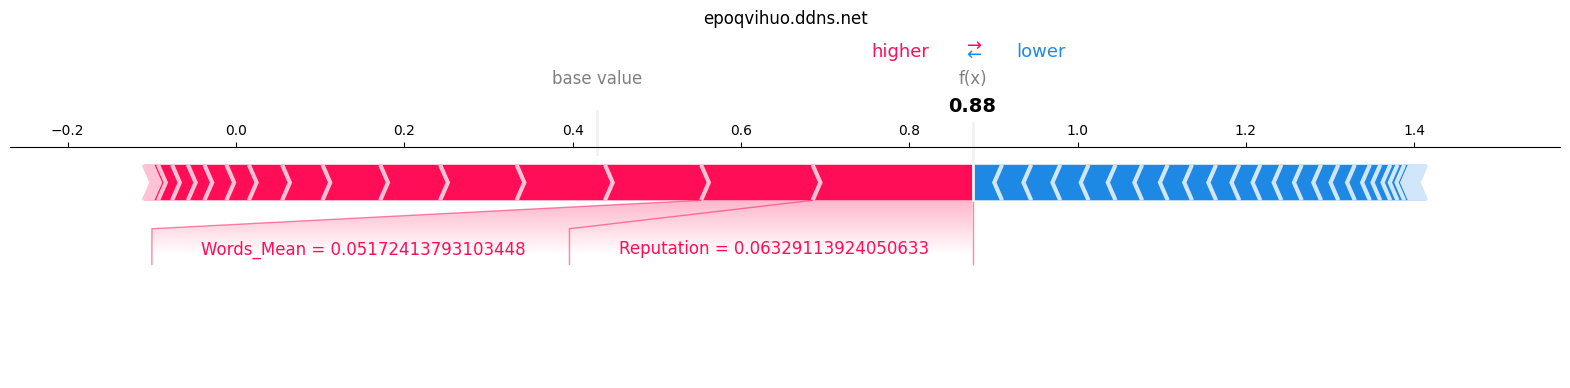 epoqvihuo.ddns.net
higher ⇄ lower
base value f(x)
0.88
−0.2 0.0 0.2 0.4 0.6 0.8 1.0 1.2 1.4
Words_Mean = 0.05172413793103448 Reputation = 0.06329113924050633